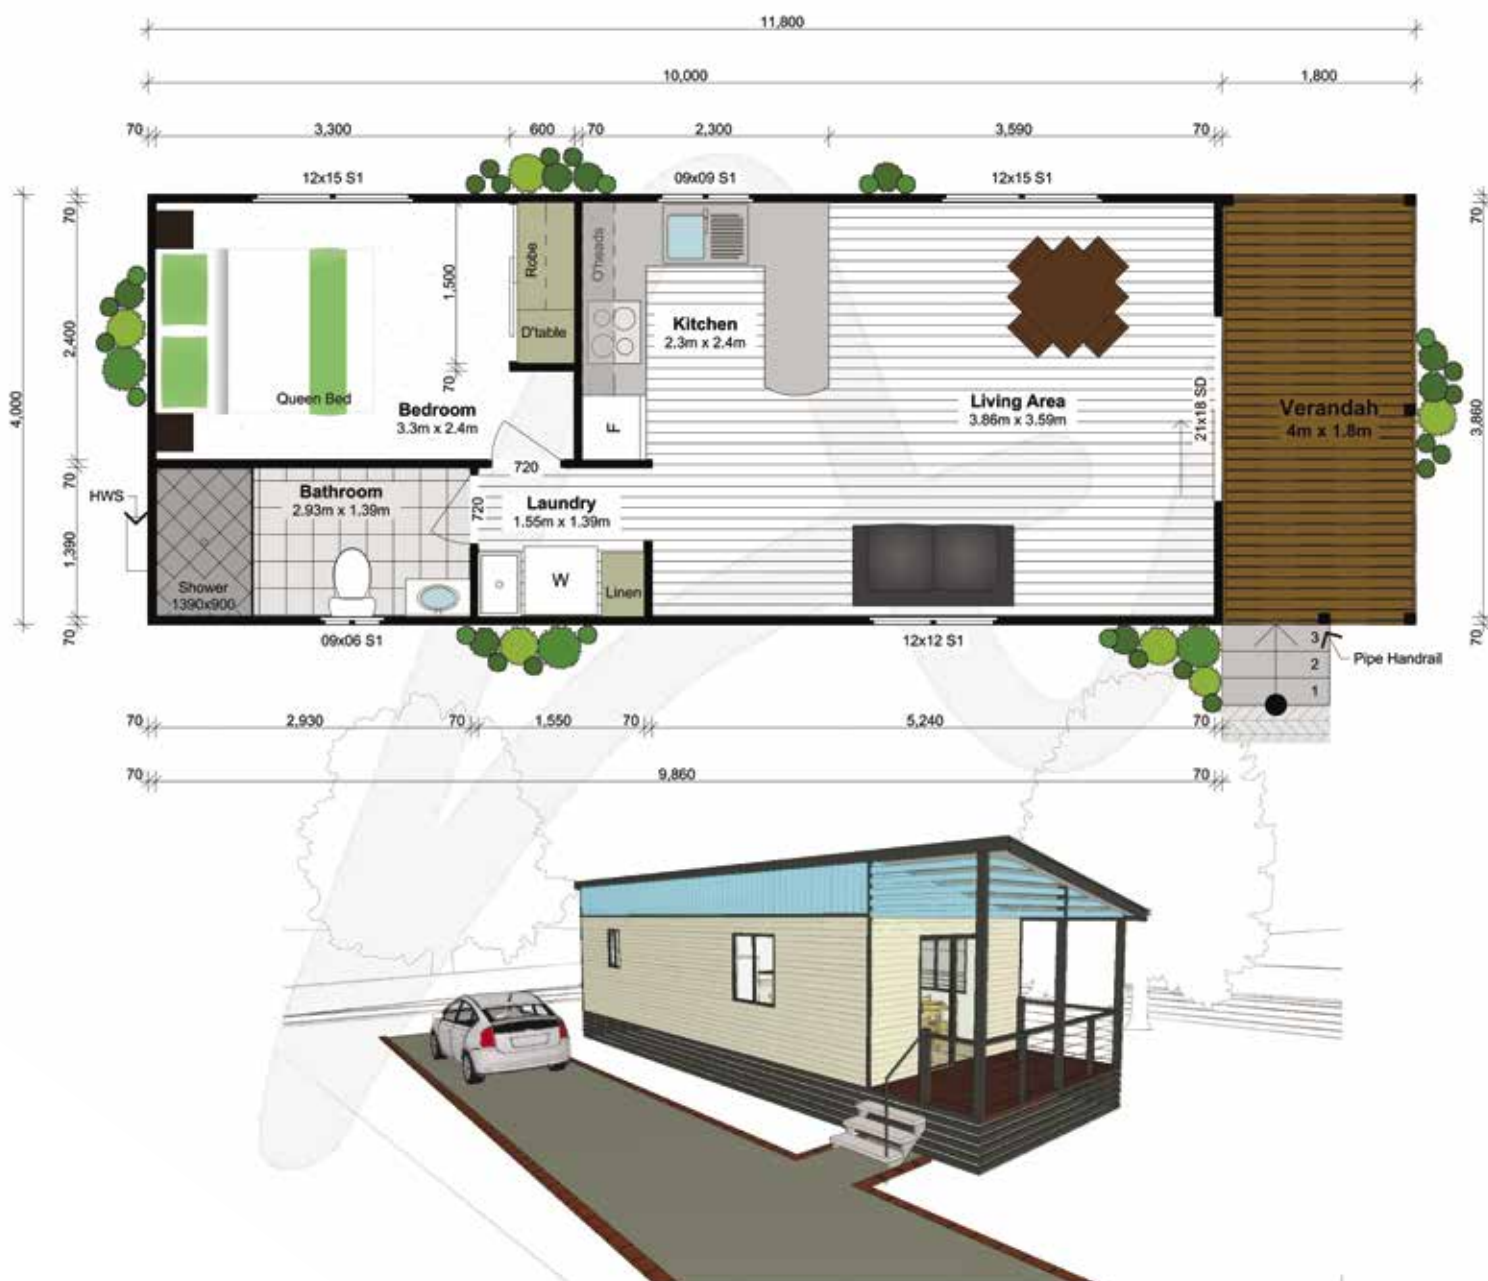 11,800
10,000 1,800
70 3,300 600 70 2,300 3,590 70
12x15 S1 09x09 S1 12x15 S1
70 2,400 70 1,390 70
4,000
70 3,860 70
Robe
D'table
1,500
70
O'heads
Kitchen
2.3m x 2.4m
Queen Bed
Bedroom
3.3m x 2.4m
F
Living Area
3.86m x 3.59m
21x18 SD
Verandah
4m x 1.8m
720
HWS
Bathroom
2.93m x 1.39m
720
Laundry
1.55m x 1.39m
Shower
1390x900
W
Linen
09x06 S1 12x12 S1
3
2
1
Pipe Handrail
70 2,930 70 1,550 70 5,240 70
70 9,860 70